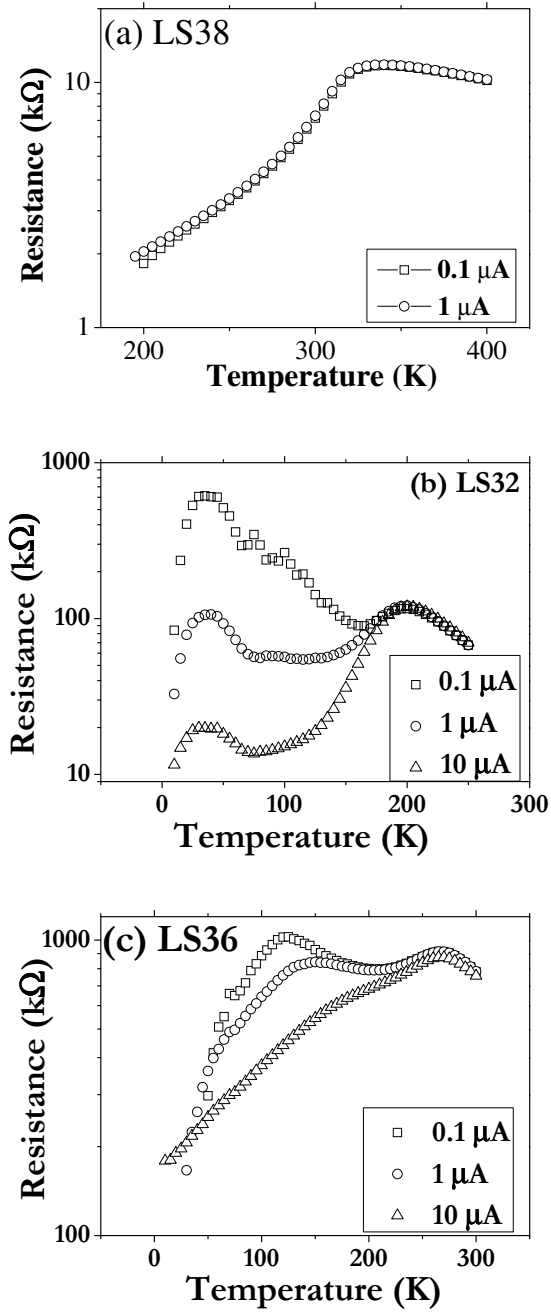 (a) LS38
Resistance (kΩ)
10
1
200
300
400
Temperature (K)
0.1 μA
1 μA
(b) LS32
Resistance (kΩ)
1000
100
10
0
100
200
300
Temperature (K)
0.1 μA
1 μA
10 μA
(c) LS36
Resistance (kΩ)
1000
100
0
100
200
300
Temperature (K)
0.1 μA
1 μA
10 μA